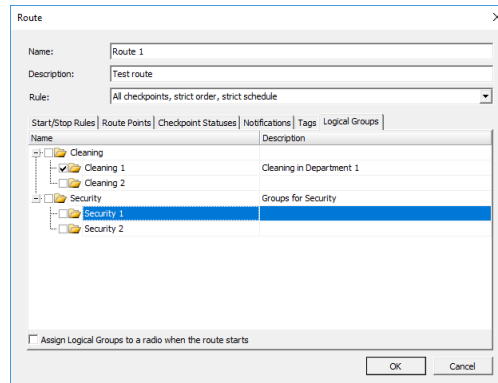 Route
Name: Route 1
Description: Test route
Rule: All checkpoints, strict order, strict schedule
Start/Stop Rules Route Points Checkpoint Statuses Notifications Tags Logical Groups
Name Description
Cleaning
Cleaning 1 Cleaning in Department 1
Cleaning 2
Security Groups for Security
Security 1
Security 2
Assign Logical Groups to a radio when the route starts
OK Cancel